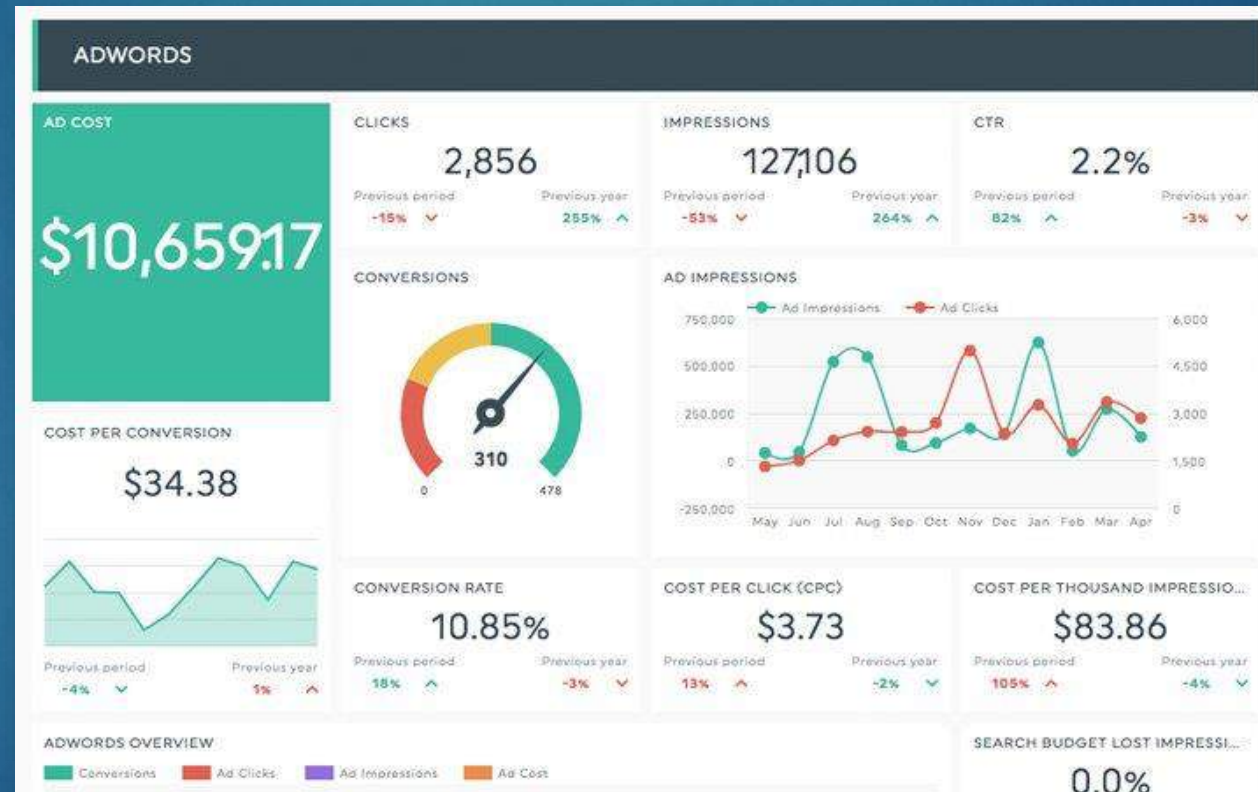 ADWORDS
AD COST
$10,659.17
CLICKS
2,856
Previous period Previous year
-15% 255%
IMPRESSIONS
127,106
Previous period Previous year
-53% 264%
CTR
2.2%
Previous period Previous year
82% -3%
CONVERSIONS
310
0 478
AD IMPRESSIONS
Ad Impressions Ad Clicks
750,000 6,000
500,000 4,500
250,000 3,000
0 1,500
-250,000 0
May Jun Jul Aug Sep Oct Nov Dec Jan Feb Mar Apr
COST PER CONVERSION
$34.38
Previous period Previous year
-4% 1%
CONVERSION RATE
10.85%
Previous period Previous year
18% -3%
COST PER CLICK (CPC)
$3.73
Previous period Previous year
13% -2%
COST PER THOUSAND IMPRESSIO...
$83.86
Previous period Previous year
105% -4%
ADWORDS OVERVIEW
Conversions Ad Clicks Ad Impressions Ad Cost
SEARCH BUDGET LOST IMPRESSI...
0.0%